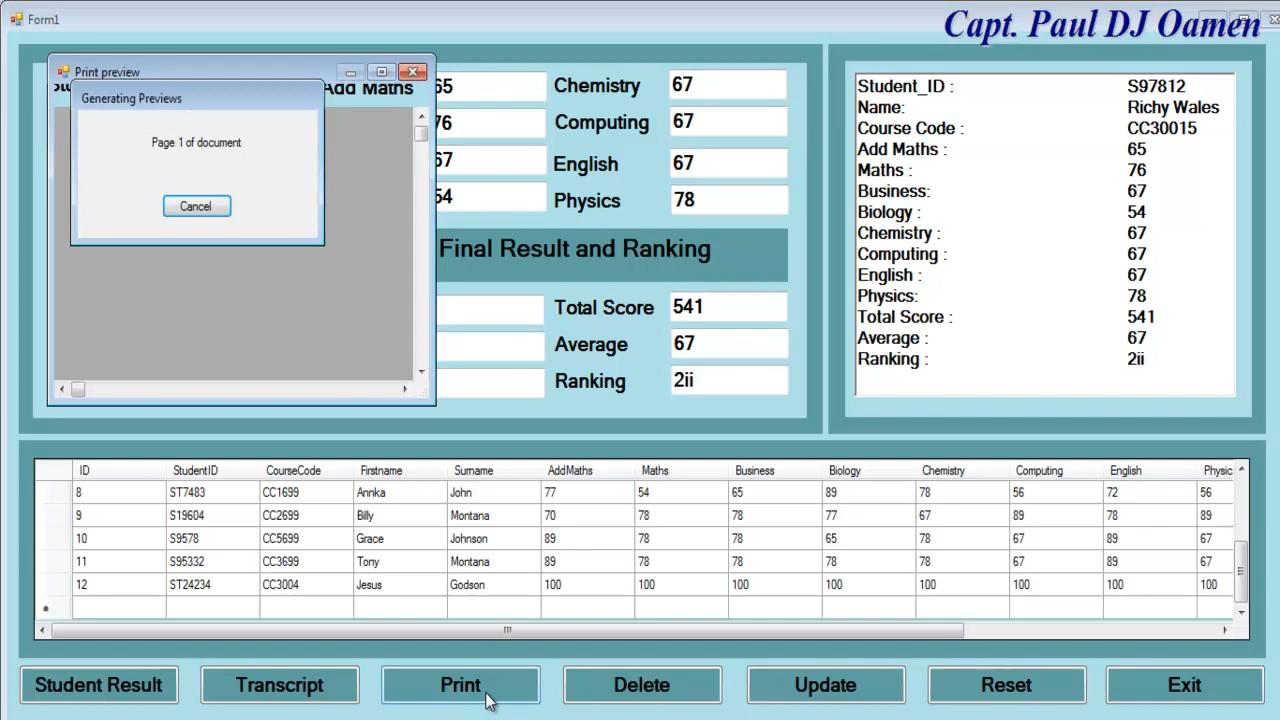 Form1
Capt. Paul DJ Oamen
Print preview
Add Maths
Generating Previews
Page 1 of document
Cancel
65 Chemistry 67
76 Computing 67
67 English 67
54 Physics 78
Final Result and Ranking
Total Score 541
Average 67
Ranking 2ii
Student_ID : S97812
Name: Richy Wales
Course Code : CC30015
Add Maths : 65
Maths : 76
Business: 67
Biology : 54
Chemistry : 67
Computing : 67
English : 67
Physics: 78
Total Score : 541
Average : 67
Ranking : 2ii
ID StudentID CourseCode Firstname Surname AddMaths Maths Business Biology Chemistry Computing English Physic
8 ST7483 CC1699 Annka John 77 54 65 89 78 56 72 56
9 S19604 CC2699 Billy Montana 70 78 78 77 67 89 78 89
10 S9578 CC5699 Grace Johnson 89 78 78 65 78 67 89 67
11 S95332 CC3699 Tony Montana 89 78 78 78 78 67 89 67
12 ST24234 CC3004 Jesus Godson 100 100 100 100 100 100 100 100
Student Result Transcript Print Delete Update Reset Exit